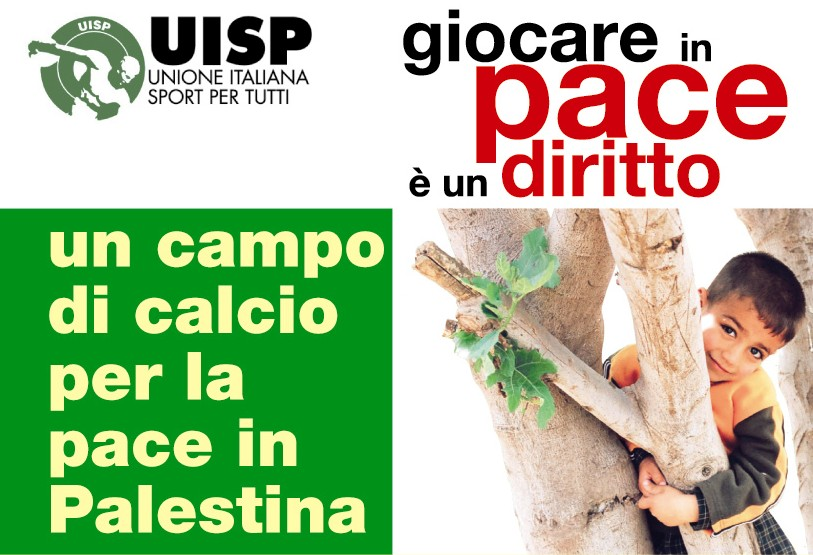 UISP
UISP
UNIONE ITALIANA
SPORT PER TUTTI
giocare in
pace
è un diritto
un campo
di calcio
per la
pace in
Palestina